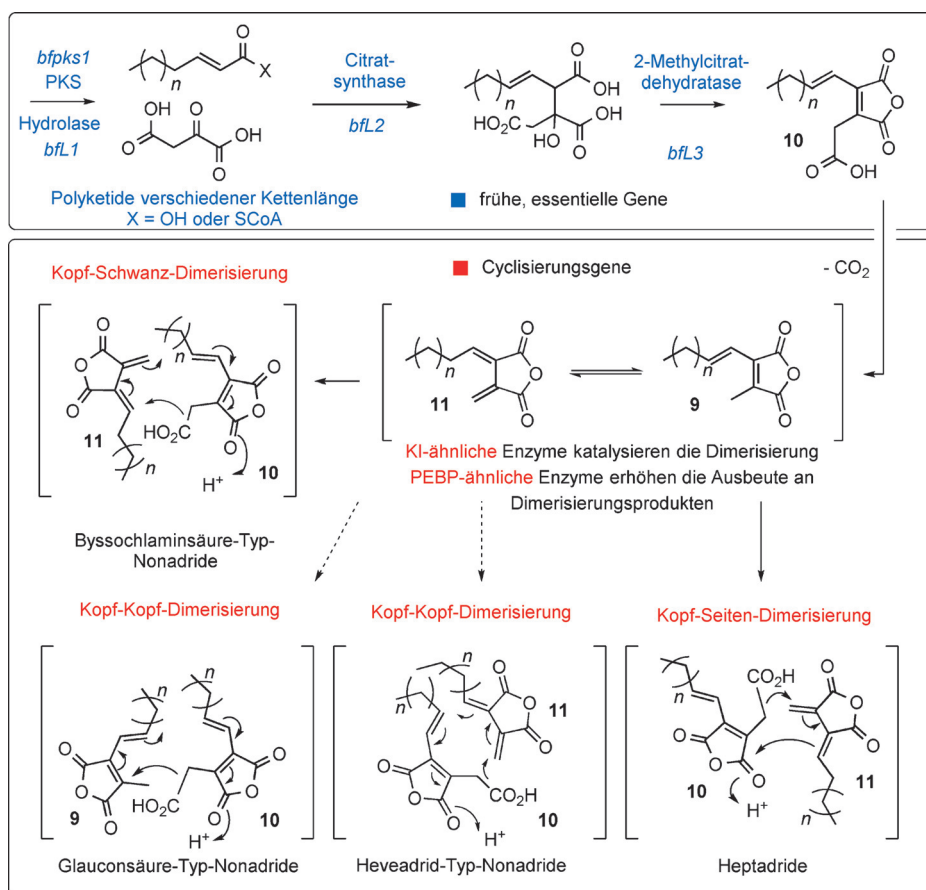 bfpks1
PKS
Hydrolase
bfL1
n
O
X
O
HO
O
O
OH
Citrat-
synthase
bfL2
n
O
OH
O
OH
HO₂C
HO
OH
O
2-Methylcitrat-
dehydratase
bfL3
n
O
O
O
10
O
OH
Polyketide verschiedener Kettenlänge
X = OH oder SCoA
frühe, essentielle Gene
Kopf-Schwanz-Dimerisierung
Cyclisierungsgene
- CO₂
O
O
O
11
n
n
O
O
O
HO₂C
H⁺
10
n
O
O
O
11
n
O
O
O
9
KI-ähnliche Enzyme katalysieren die Dimerisierung
PEBP-ähnliche Enzyme erhöhen die Ausbeute an
Dimerisierungsprodukten
Byssochlaminsäure-Typ-
Nonadride
Kopf-Kopf-Dimerisierung
Kopf-Kopf-Dimerisierung
Kopf-Seiten-Dimerisierung
n
O
O
O
9
n
HO₂C
O
O
O
H⁺
10
n
n
O
O
O
11
O
O
O
CO₂H
H⁺
10
n
O
O
O
10
H⁺
CO₂H
O
O
O
11
n
Glauconsäure-Typ-Nonadride
Heveadrid-Typ-Nonadride
Heptadride